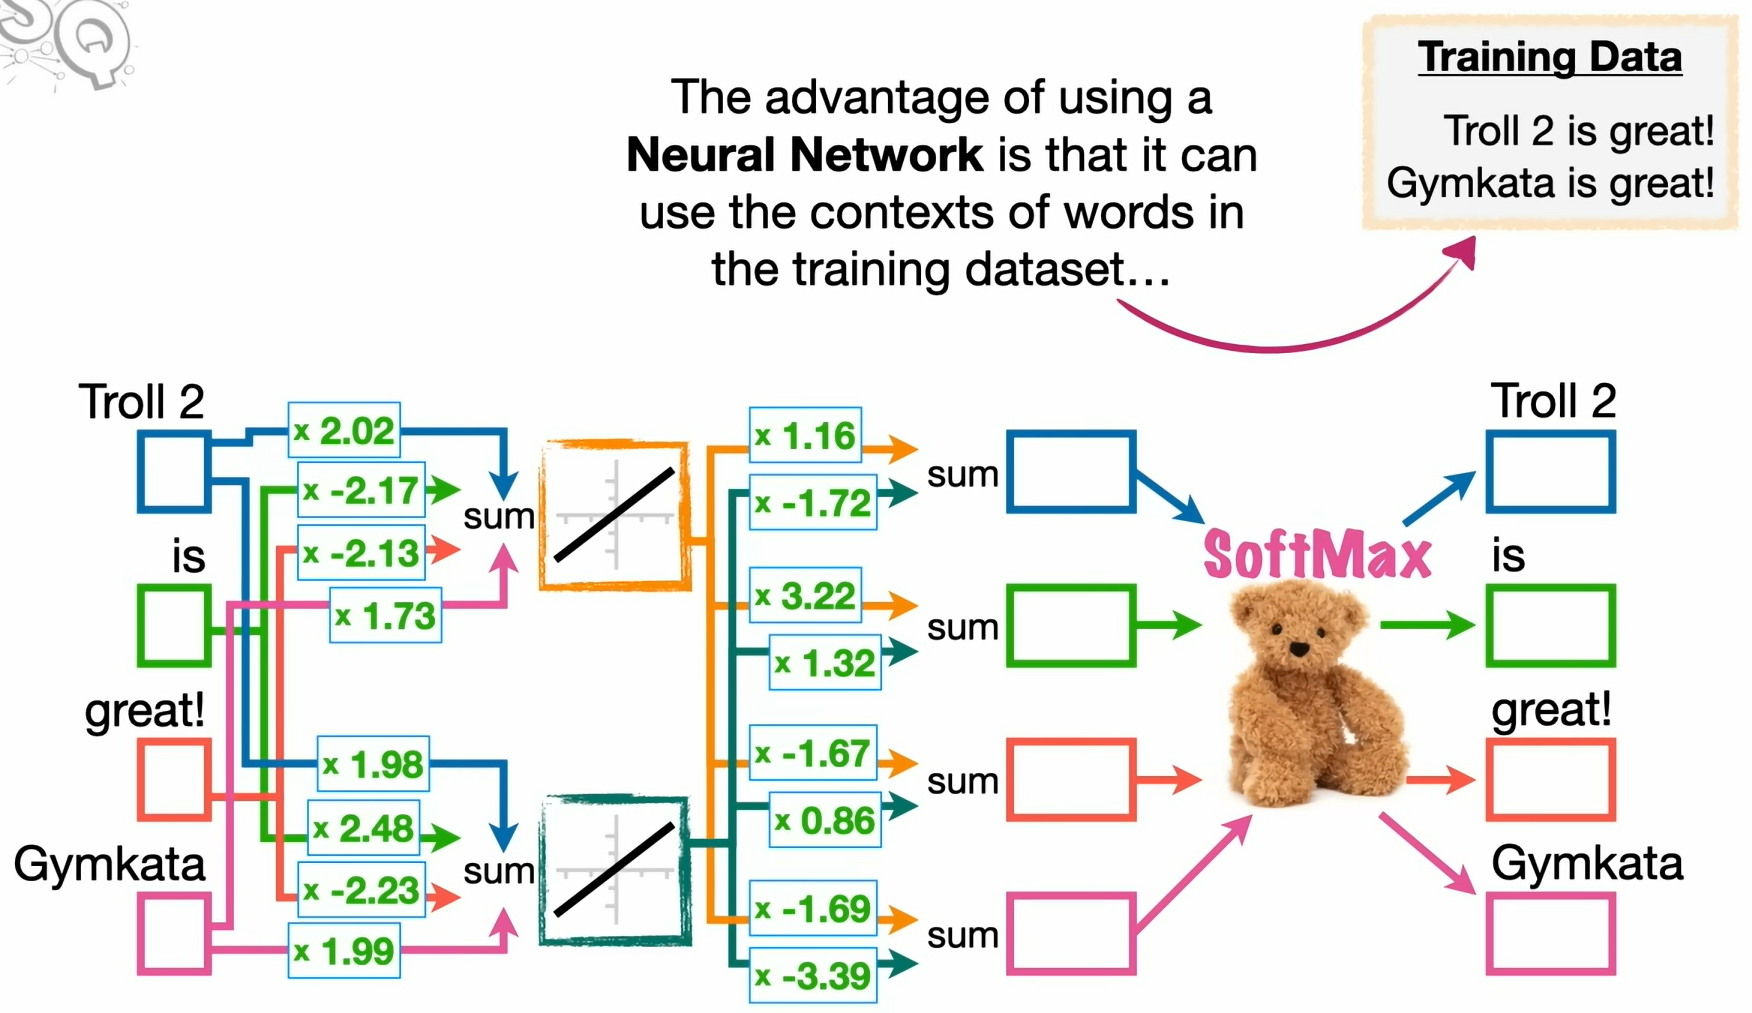 SQ
The advantage of using a
Neural Network is that it can
use the contexts of words in
the training dataset…
Training Data
Troll 2 is great!
Gymkata is great!
Troll 2
is
great!
Gymkata
x 2.02
x -2.17
x -2.13
x 1.73
sum
x 1.98
x 2.48
x -2.23
x 1.99
sum
x 1.16
x -1.72
sum
x 3.22
x 1.32
sum
x -1.67
x 0.86
sum
x -1.69
x -3.39
sum
SoftMax
Troll 2
is
great!
Gymkata